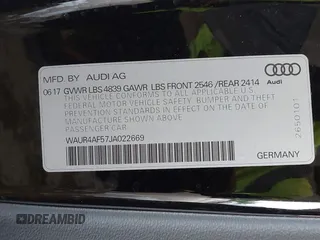 MFD BY: AUDI AG
06 17 GVWR LBS 4839 GAWR LBS FRONT 2546 /REAR 2414
THIS VEHICLE CONFORMS TO ALL APPLICABLE U.S.
FEDERAL MOTOR VEHICLE SAFETY, BUMPER AND THEFT
PREVENTION STANDARDS IN EFFECT ON
THE DATE OF MANUFACTURE SHOWN ABOVE
PASSENGER CAR
WAUR4AF57JA022669
Audi
2650101
GERMANY
DREAMBID